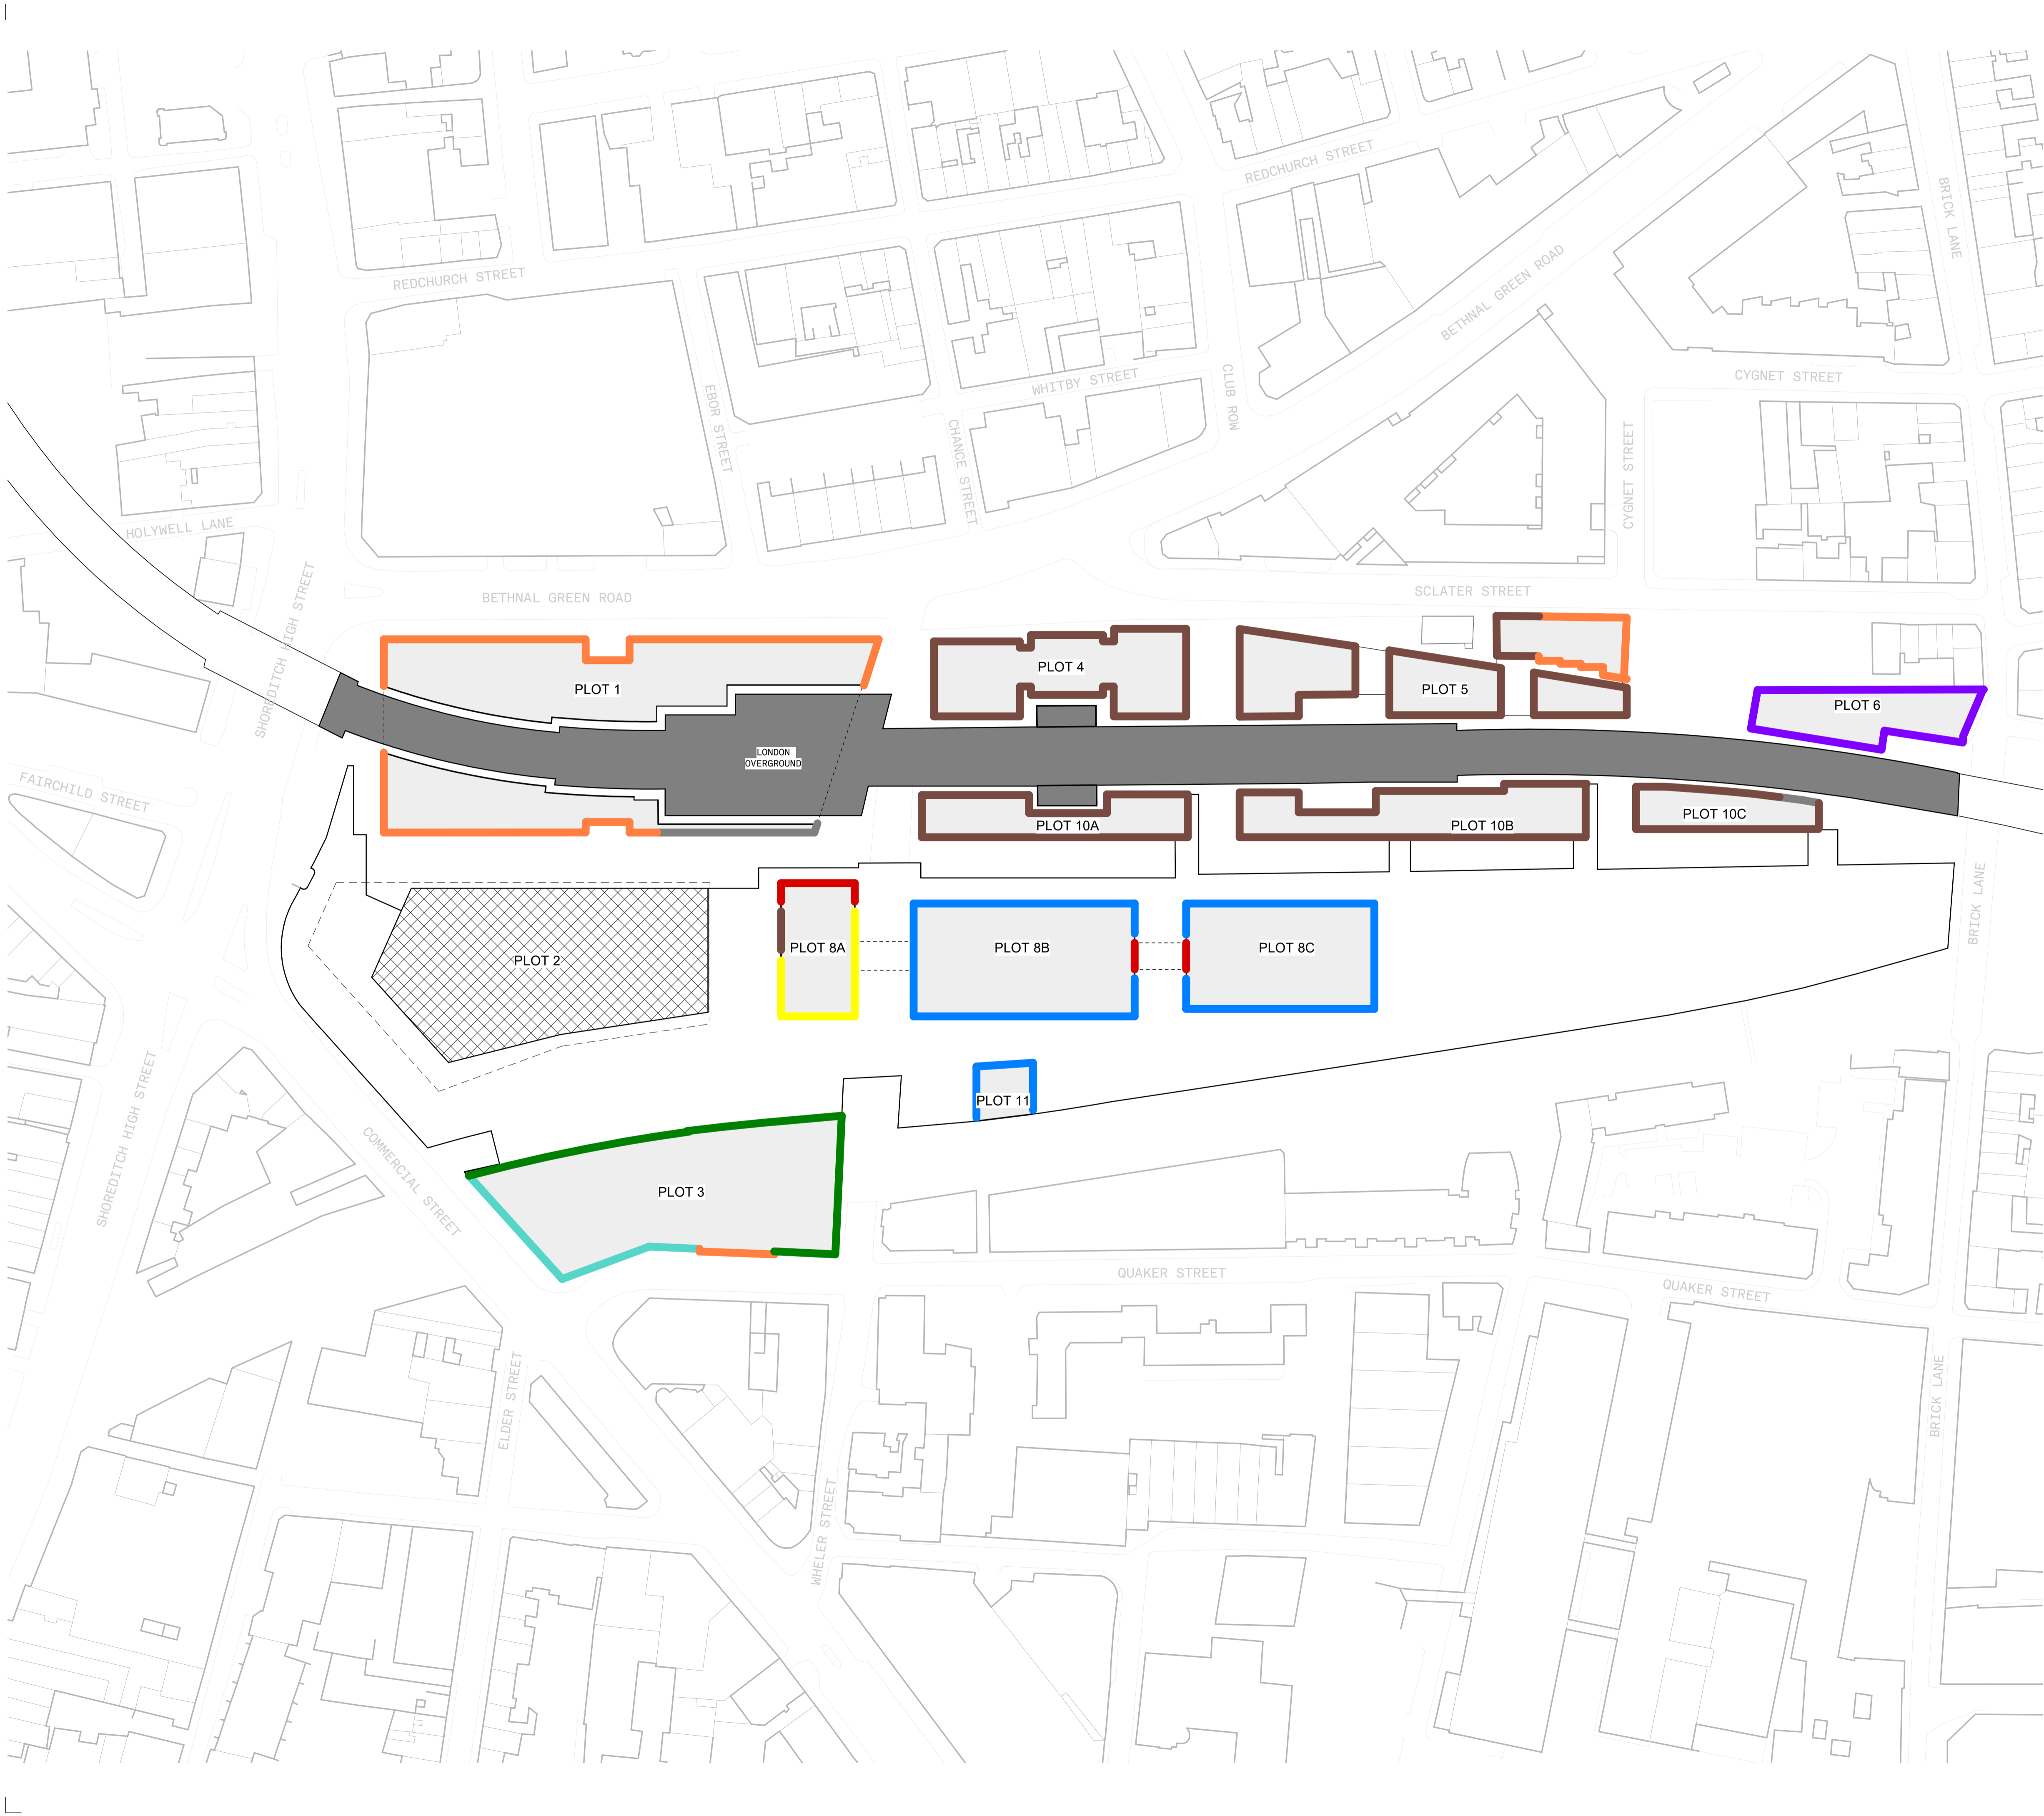 REDCHURCH STREET
BRICK LANE
REDCHURCH STREET
BETHNAL GREEN ROAD
WHITBY STREET
CLUB ROW
CYGNET STREET
EBOR STREET
CHANCE STREET
CYGNET STREET
HOLYWELL LANE
SHOREDITCH HIGH STREET
BETHNAL GREEN ROAD
SCLATER STREET
PLOT 1
PLOT 4
PLOT 5
PLOT 6
LONDON
OVERGROUND
FAIRCHILD STREET
PLOT 10A
PLOT 10B
PLOT 10C
BRICK LANE
PLOT 2
PLOT 8A
PLOT 8B
PLOT 8C
PLOT 11
SHOREDITCH HIGH STREET
COMMERCIAL STREET
PLOT 3
QUAKER STREET
QUAKER STREET
ELDER STREET
BRICK LANE
WHELER STREET